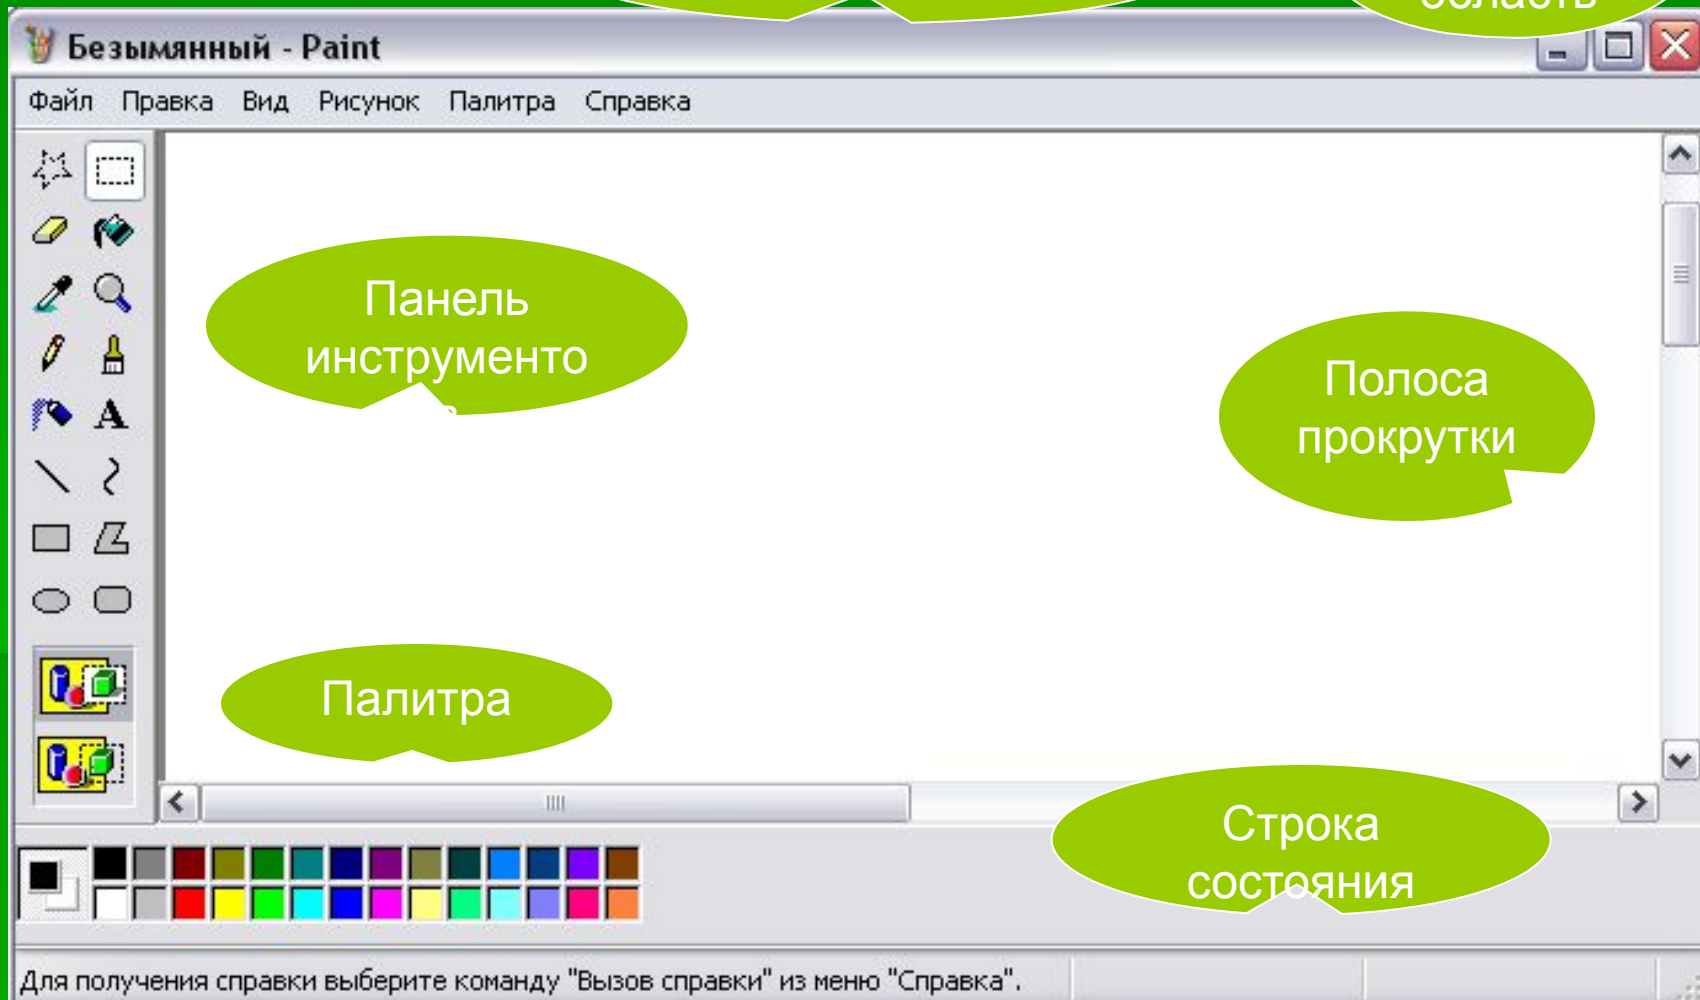 область
Безымянный - Paint
Файл Правка Вид Рисунок Палитра Справка
Панель
инструменто
в
Полоса
прокрутки
Палитра
Строка
состояния
Для получения справки выберите команду "Вызов справки" из меню "Справка".